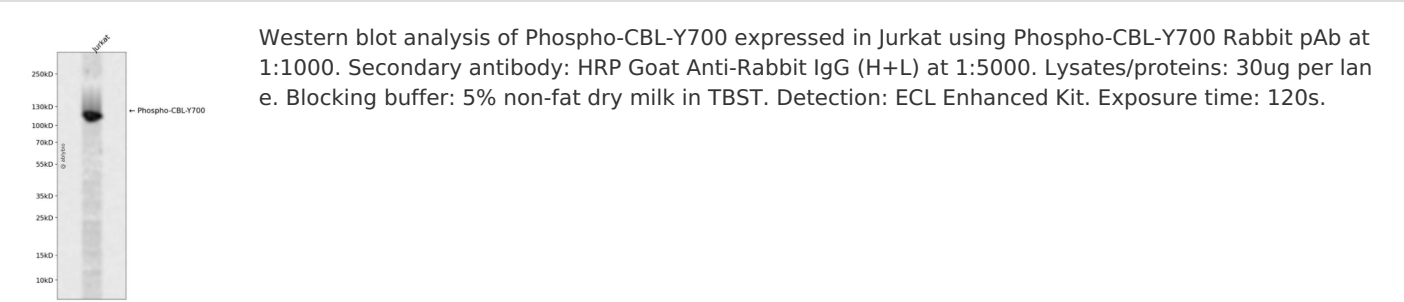 Jurkat
250kD
130kD
100kD
70kD
55kD
35kD
25kD
15kD
10kD
← Phospho-CBL-Y700
@ abiybio
Western blot analysis of Phospho-CBL-Y700 expressed in Jurkat using Phospho-CBL-Y700 Rabbit pAb at
1:1000. Secondary antibody: HRP Goat Anti-Rabbit IgG (H+L) at 1:5000. Lysates/proteins: 30ug per lan
e. Blocking buffer: 5% non-fat dry milk in TBST. Detection: ECL Enhanced Kit. Exposure time: 120s.